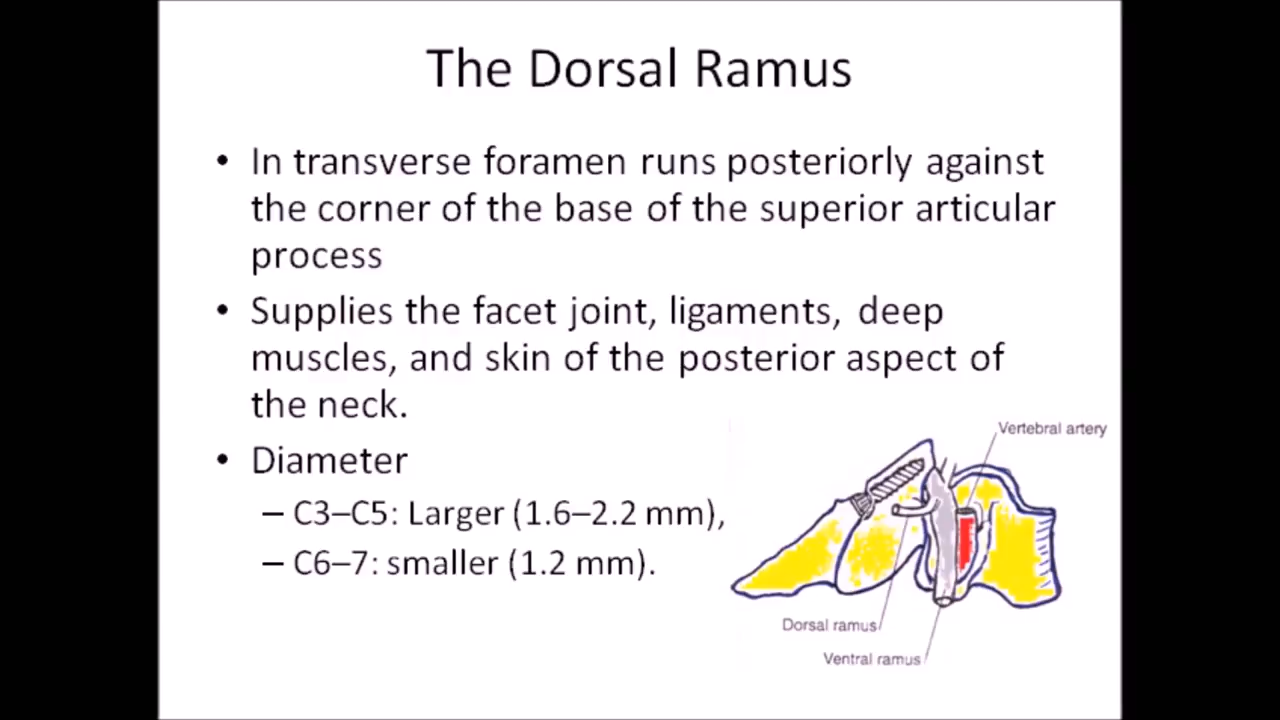 The Dorsal Ramus
• In transverse foramen runs posteriorly against
the corner of the base of the superior articular
process
• Supplies the facet joint, ligaments, deep
muscles, and skin of the posterior aspect of
the neck.
• Diameter
– C3–C5: Larger (1.6–2.2 mm),
– C6–7: smaller (1.2 mm).
Vertebral artery
Dorsal ramus
Ventral ramus